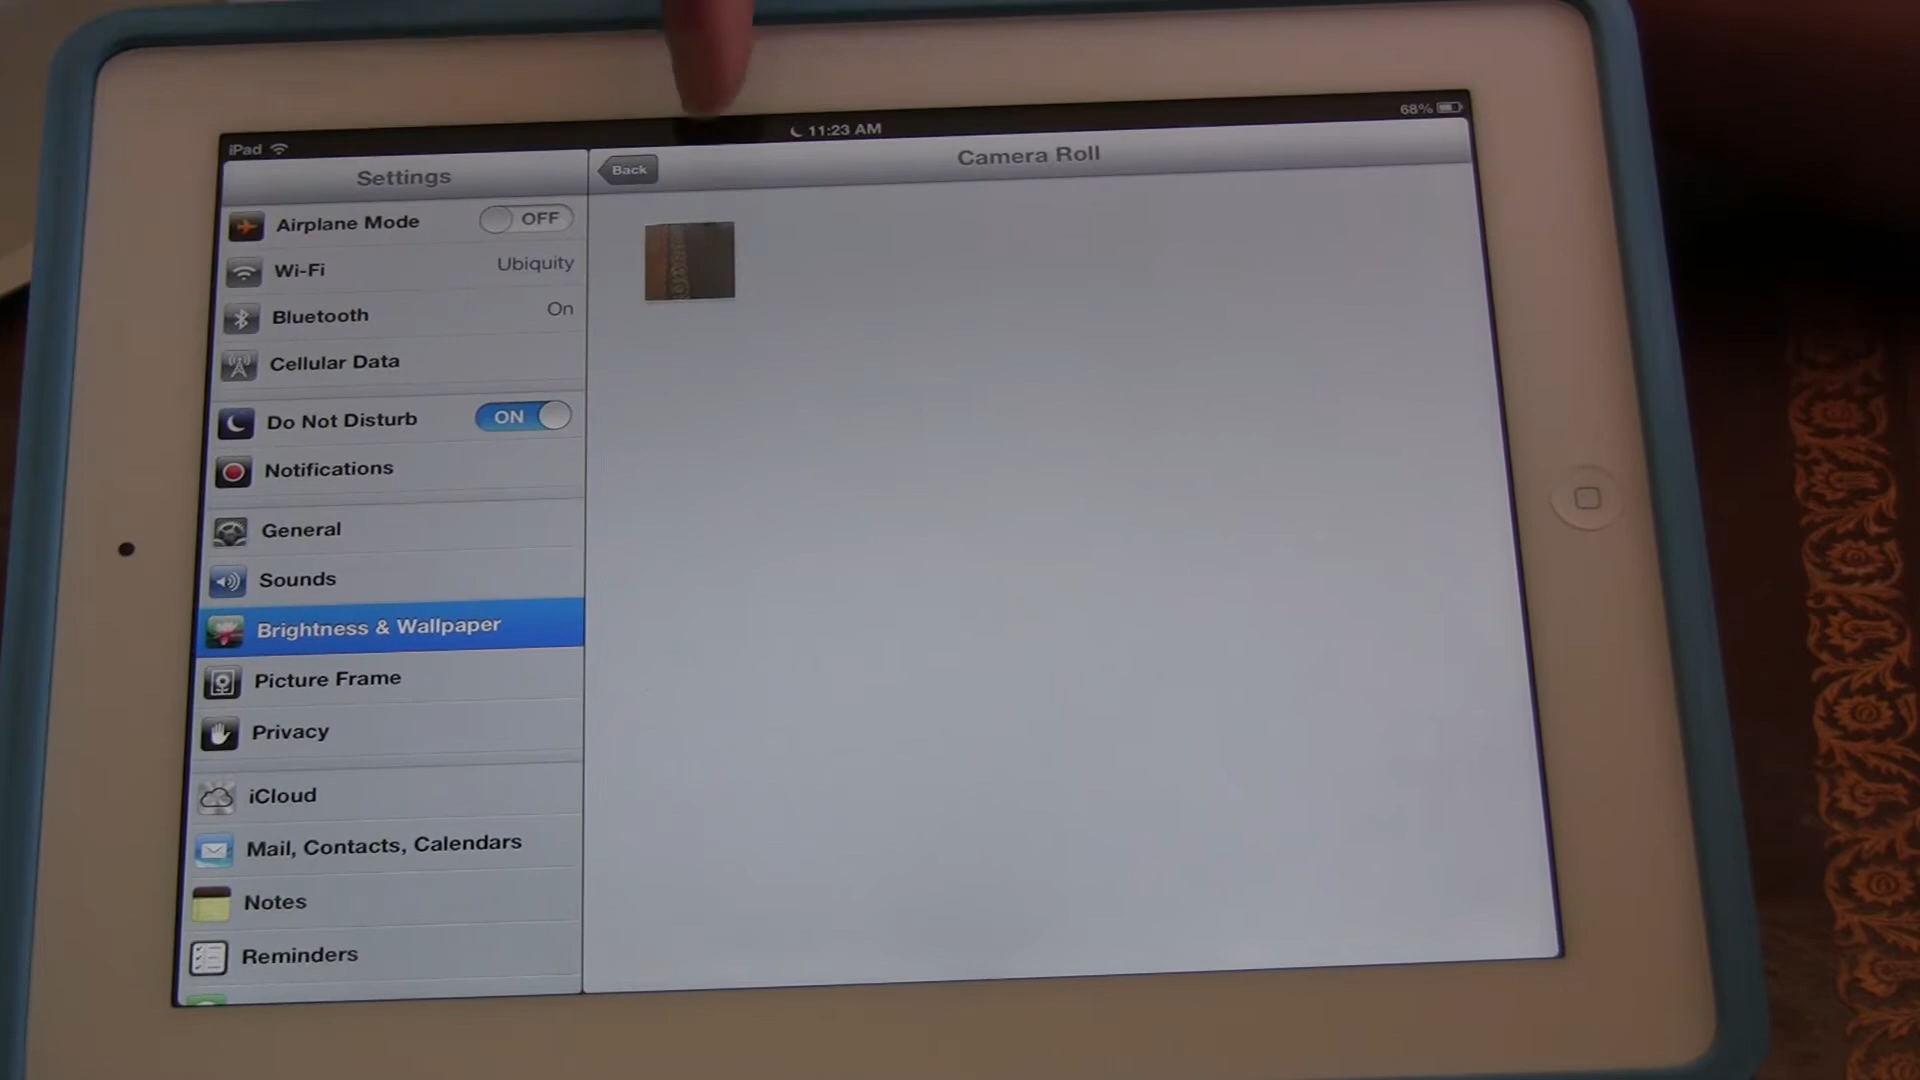 iPad
11:23 AM
68%
Settings
Back
Camera Roll
Airplane Mode OFF
Wi-Fi Ubiquity
Bluetooth On
Cellular Data
Do Not Disturb ON
Notifications
General
Sounds
Brightness & Wallpaper
Picture Frame
Privacy
iCloud
Mail, Contacts, Calendars
Notes
Reminders